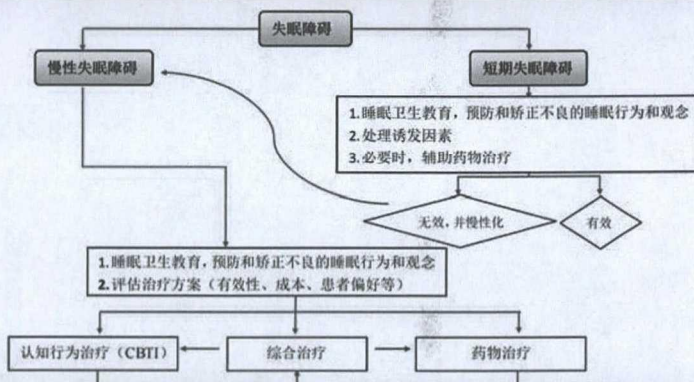 失眠障碍
慢性失眠障碍
短期失眠障碍
1.睡眠卫生教育，预防和矫正不良的睡眠行为和观念
2.处理诱发因素
3.必要时，辅助药物治疗
无效，并慢性化
有效
1.睡眠卫生教育，预防和矫正不良的睡眠行为和观念
2.评估治疗方案（有效性、成本、患者偏好等）
认知行为治疗（CBTI）
综合治疗
药物治疗